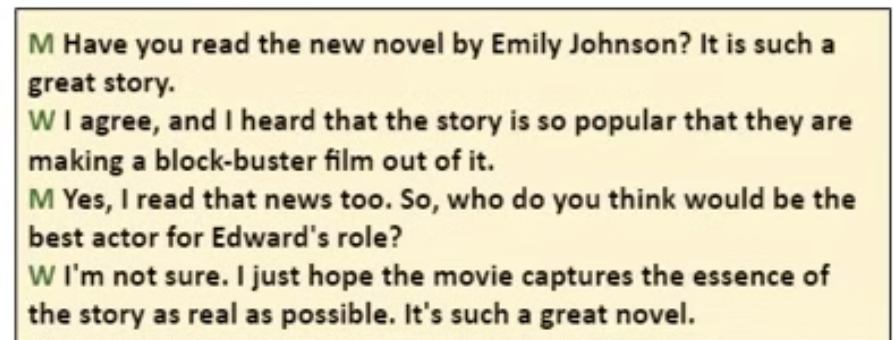 M Have you read the new novel by Emily Johnson? It is such a
great story.
W I agree, and I heard that the story is so popular that they are
making a block-buster film out of it.
M Yes, I read that news too. So, who do you think would be the
best actor for Edward's role?
W I'm not sure. I just hope the movie captures the essence of
the story as real as possible. It's such a great novel.